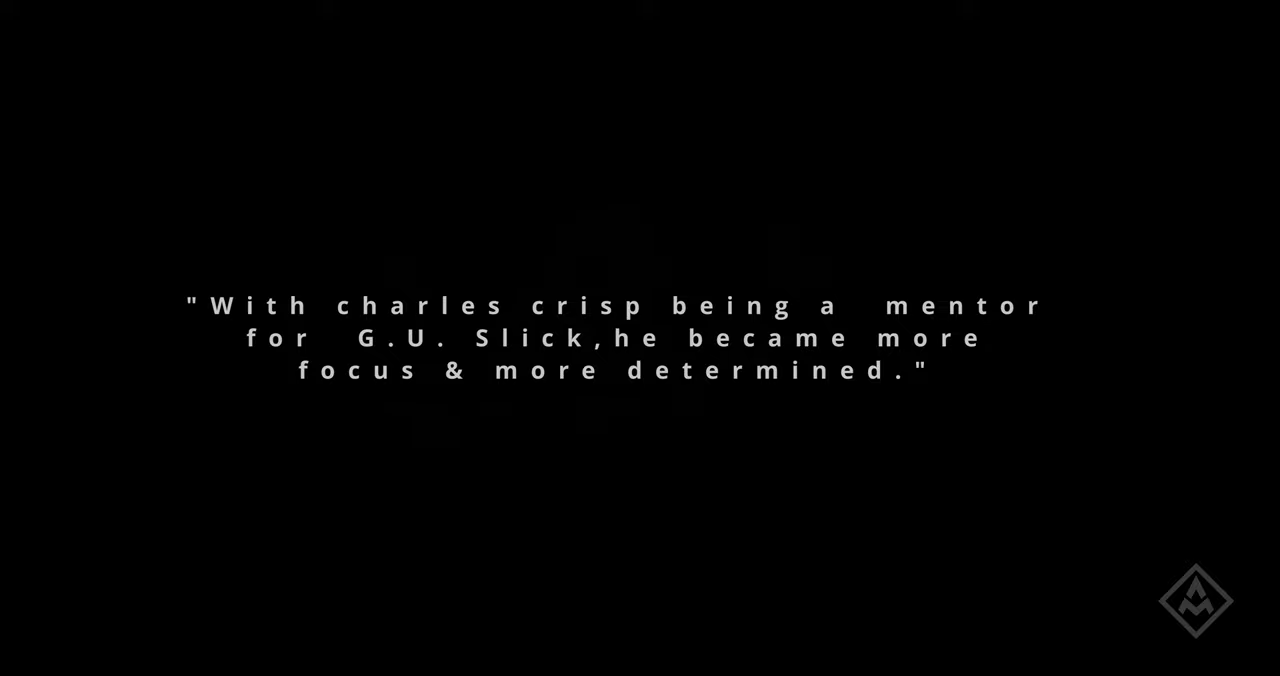 "With charles crisp being a  mentor
for  G.U. Slick,he became more
focus & more determined."